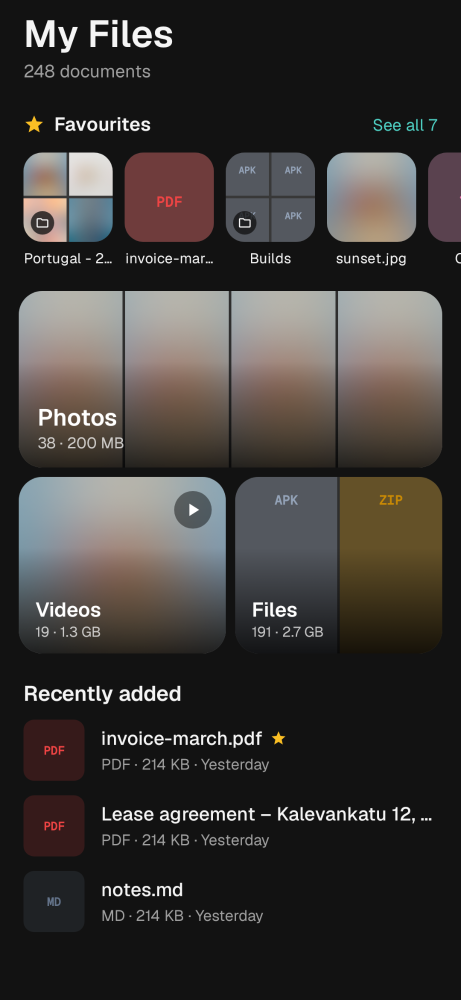 My Files
248 documents
Favourites
See all 7
APK
APK
APK
PDF
Portugal - 2...
invoice-mar...
Builds
sunset.jpg
Photos
38 · 200 MB
APK
ZIP
Videos
19 · 1.3 GB
Files
191 · 2.7 GB
Recently added
PDF
invoice-march.pdf
PDF · 214 KB · Yesterday
PDF
Lease agreement – Kalevankatu 12, ...
PDF · 214 KB · Yesterday
MD
notes.md
MD · 214 KB · Yesterday